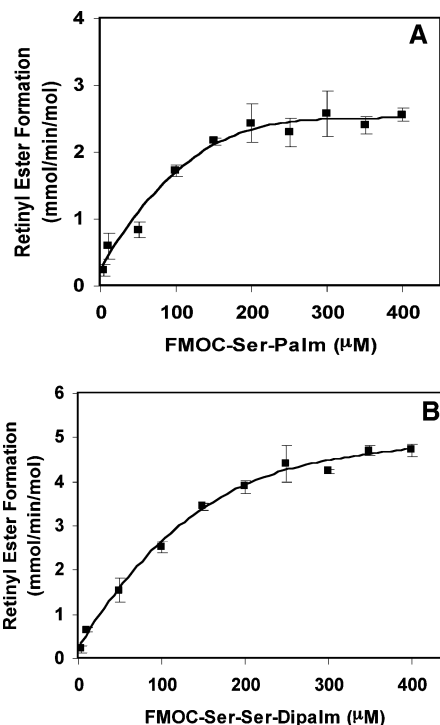 A
4
3
2
1
0
Retinyl Ester Formation
(mmol/min/mol)
0 100 200 300 400
FMOC-Ser-Palm (μM)
B
6
5
4
3
2
1
0
Retinyl Ester Formation
(mmol/min/mol)
0 100 200 300 400
FMOC-Ser-Ser-Dipalm (μM)